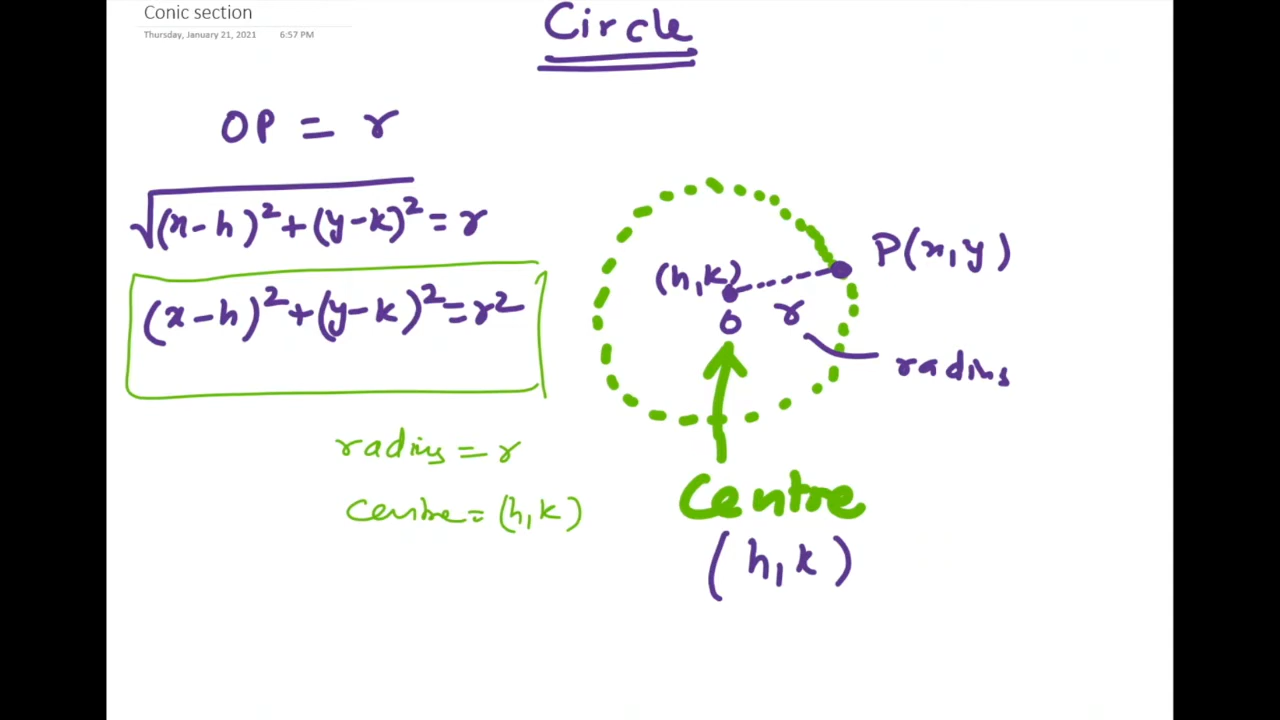 Conic section
Thursday, January 21, 2021 6:57 PM
Circle
OP = r
√(x-h)²+(y-k)² = r
(x-h)²+(y-k)² = r²
radius = r
centre = (h,k)
P(x,y)
(h,k)
O
r
radius
Centre
(h,k)